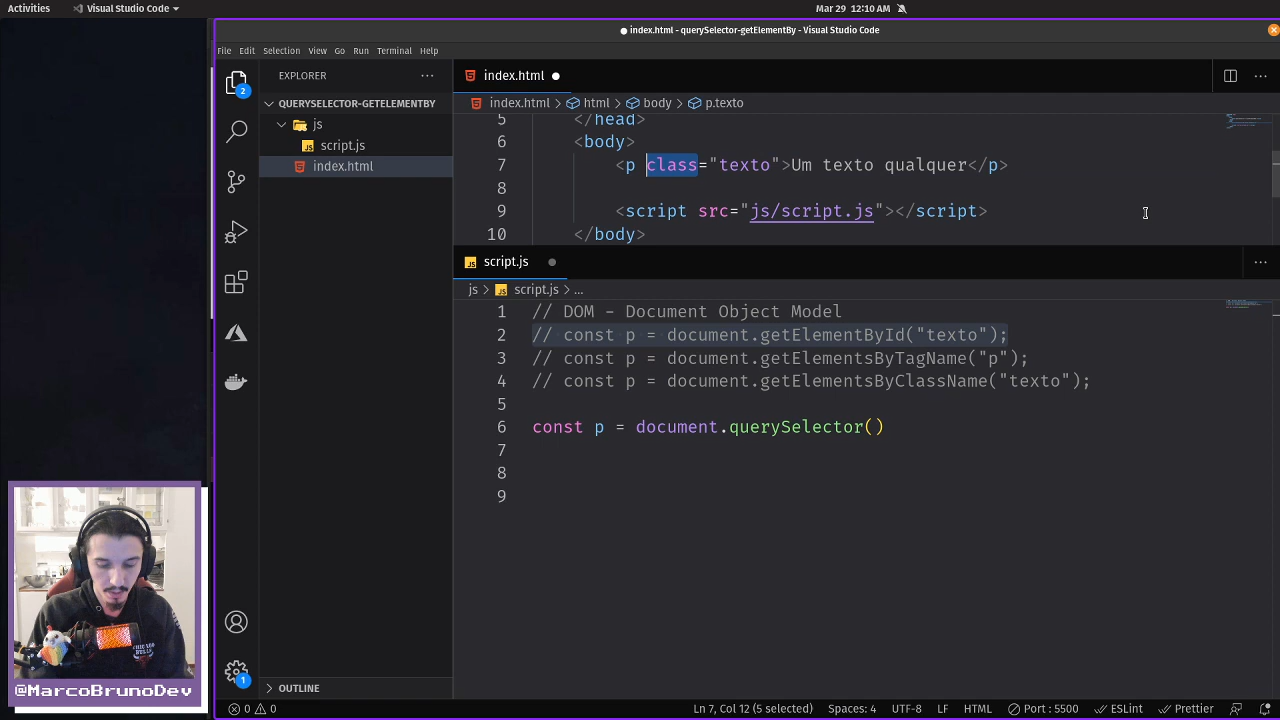 Activities
Visual Studio Code
Mar 29 12:10 AM
● index.html - querySelector-getElementBy - Visual Studio Code
File Edit Selection View Go Run Terminal Help
EXPLORER
QUERYSELECTOR-GETELEMENTBY
js
script.js
index.html
OUTLINE
2
1
index.html
index.html > html > body > p.texto
5 </head>
6 <body>
7 <p class="texto">Um texto qualquer</p>
8
9 <script src="js/script.js"></script>
10 </body>
script.js
js > script.js > ...
1 // DOM - Document Object Model
2 // const p = document.getElementById("texto");
3 // const p = document.getElementsByTagName("p");
4 // const p = document.getElementsByClassName("texto");
5
6 const p = document.querySelector()
7
8
9
@MarcoBrunoDev
0 0 Ln 7, Col 12 (5 selected) Spaces: 4 UTF-8 LF HTML Port : 5500 ESLint Prettier